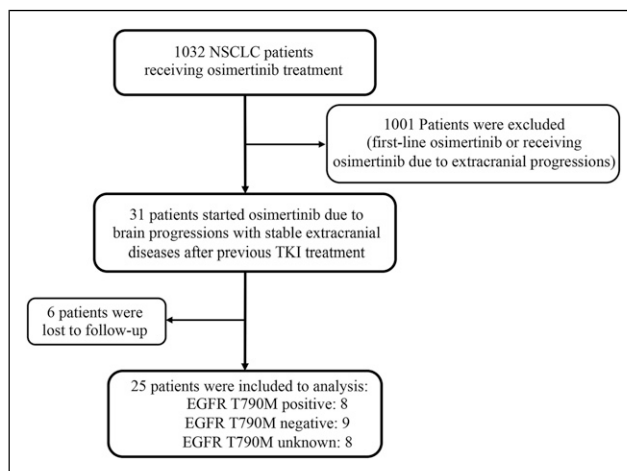 1032 NSCLC patients
receiving osimertinib treatment
1001 Patients were excluded
(first-line osimertinib or receiving
osimertinib due to extracranial progressions)
31 patients started osimertinib due to
brain progressions with stable extracranial
diseases after previous TKI treatment
6 patients were
lost to follow-up
25 patients were included to analysis:
EGFR T790M positive: 8
EGFR T790M negative: 9
EGFR T790M unknown: 8